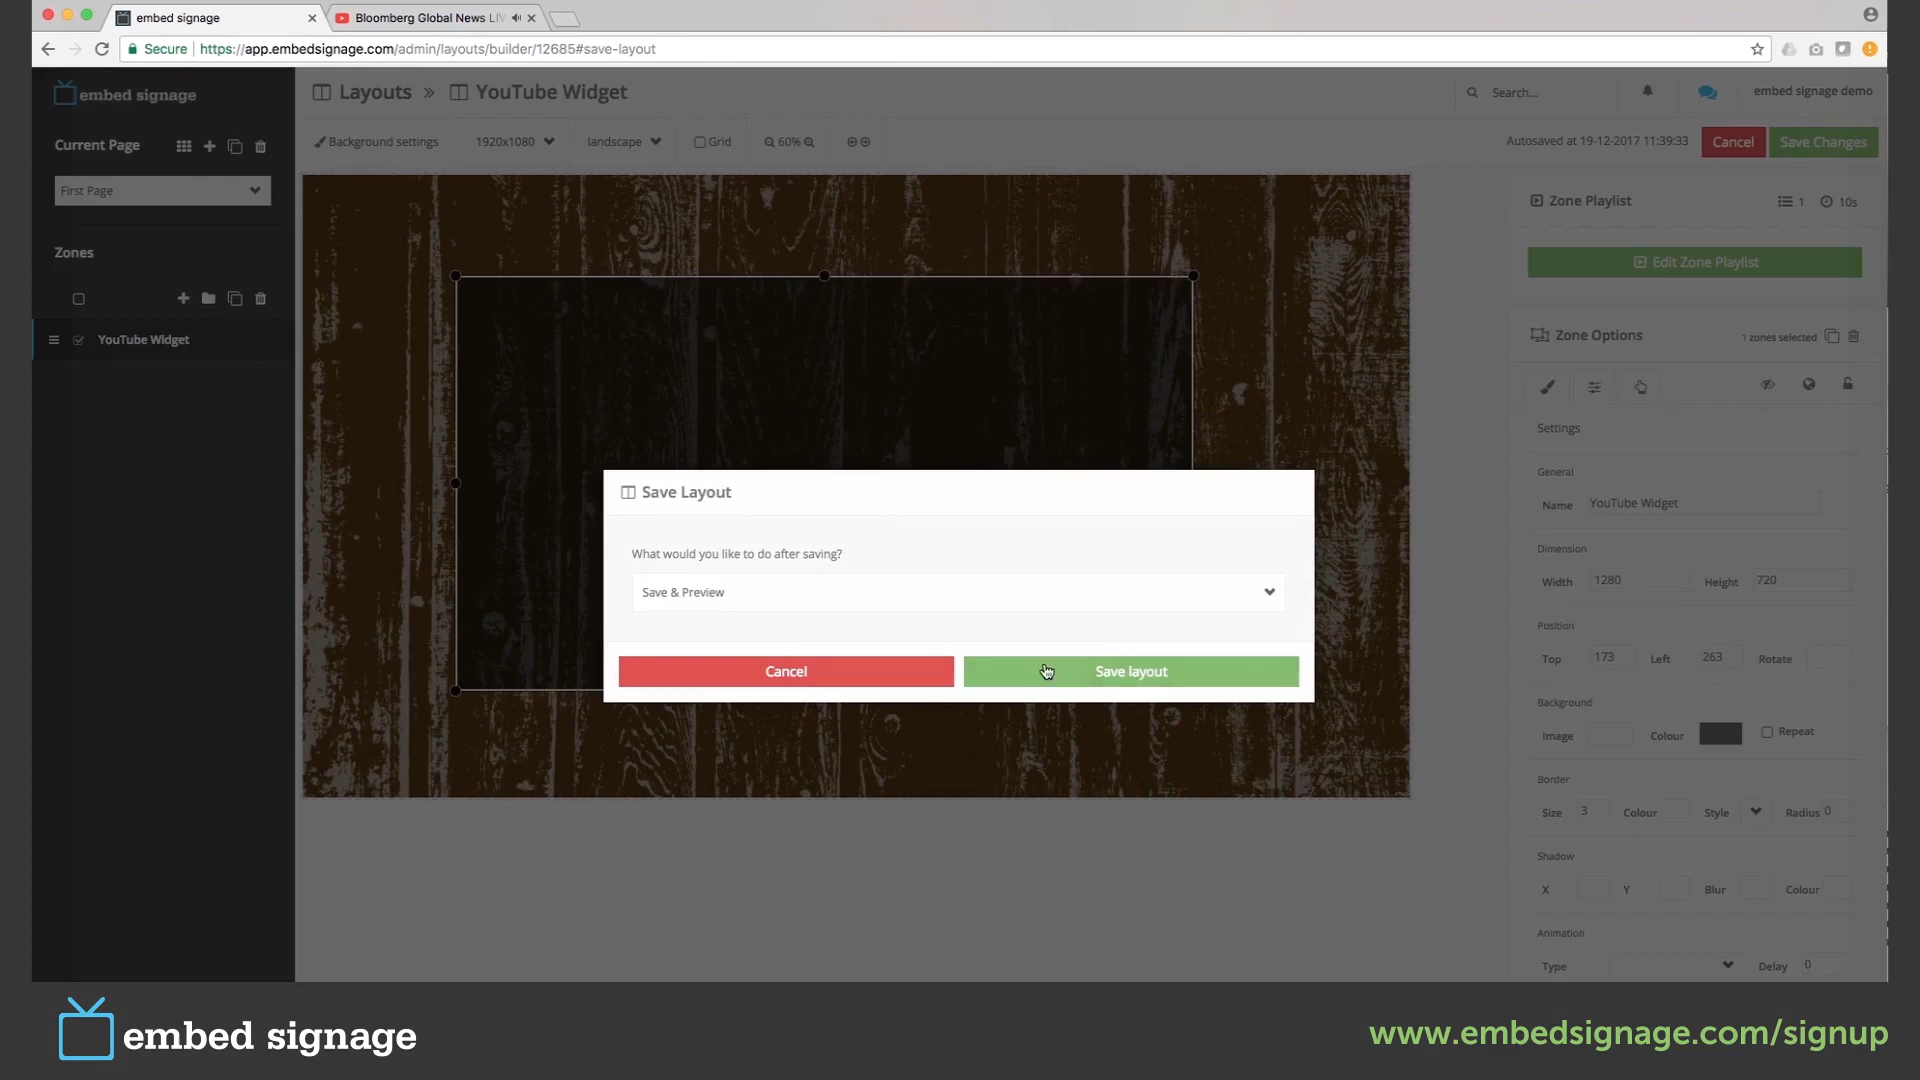 embed signage
Bloomberg Global News LIV
Secure https://app.embedsignage.com/admin/layouts/builder/12685#save-layout
embed signage
Layouts » YouTube Widget
Search...
embed signage demo
Current Page
Background settings
1920x1080
landscape
Grid
60%
Autosaved at 19-12-2017 11:39:33
Cancel
Save Changes
First Page
Zone Playlist
1
10s
Zones
Edit Zone Playlist
YouTube Widget
Zone Options
1 zones selected
Settings
General
Name YouTube Widget
Dimension
Width 1280 Height 720
Position
Top 173 Left 263 Rotate
Background
Image Colour Repeat
Border
Size 3 Colour Style Radius 0
Shadow
X Y Blur Colour
Animation
Type Delay 0
Save Layout
What would you like to do after saving?
Save & Preview
Cancel
Save layout
embed signage
www.embedsignage.com/signup